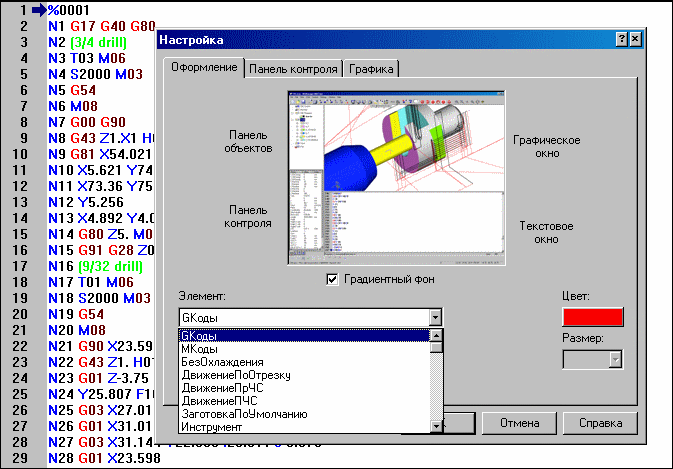 1 %0001
2 N1 G17 G40 G80
3 N2 (3/4 drill)
4 N3 T03 M06
5 N4 S2000 M03
6 N5 G54
7 N6 M08
8 N7 G00 G90
9 N8 G43 Z1.X1
10 N9 G81 X54.021
11 N10 X5.621 Y74
12 N11 X73.36 Y75
13 N12 Y5.256
14 N13 X4.892 Y4.0
15 N14 G80 Z5. M0
16 N15 G91 G28 Z0
17 N16 (9/32 drill)
18 N17 T01 M06
19 N18 S2000 M03
20 N19 G54
21 N20 M08
22 N21 G90 X23.59
23 N22 G43 Z1. H0
24 N23 G01 Z-3.75
25 N24 Y25.807 F10
26 N25 G03 X27.01
27 N26 G01 X31.01
28 N27 G03 X31.144
29 N28 G01 X23.598
Настройка
Оформление Панель контроля Графика
Панель
объектов
Графическое
окно
Панель
контроля
Текстовое
окно
Градиентный фон
Элемент:
Цвет:
GКоды
Размер:
GКоды
МКоды
БезОхлаждения
ДвижениеПоОтрезку
ДвижениеПрЧС
ДвижениеПЧС
ЗаготовкаПоУмолчанию
Инструмент
Отмена Справка